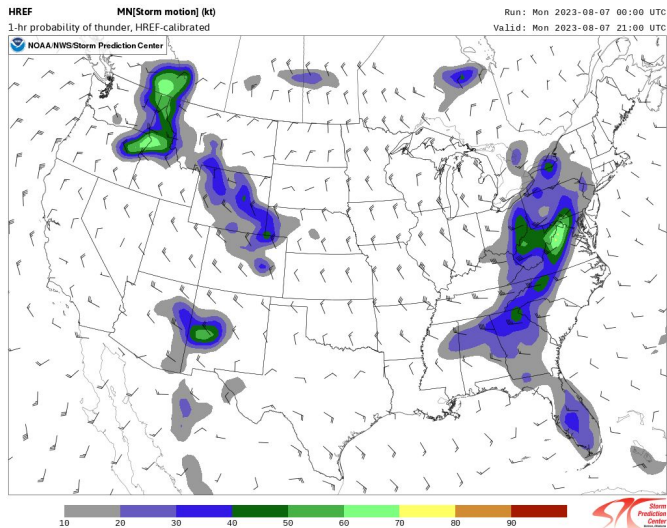 HREF MN[Storm motion] (kt) Run: Mon 2023-08-07 00:00 UTC
1-hr probability of thunder, HREF-calibrated Valid: Mon 2023-08-07 21:00 UTC
NOAA/NWS/Storm Prediction Center
10 20 30 40 50 60 70 80 90
Storm
Prediction
Center